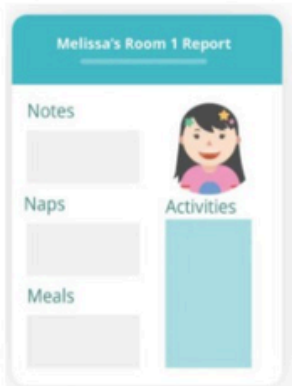 Melissa's Room 1 Report
Notes
Naps
Activities
Meals